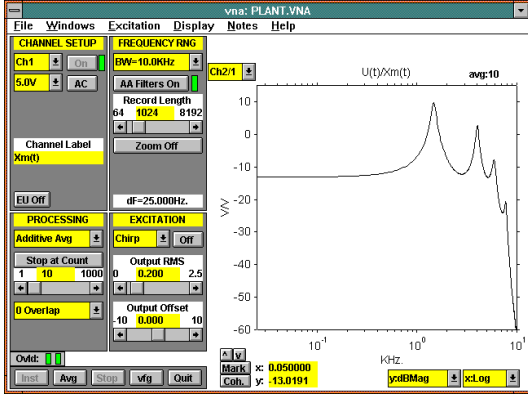 vna: PLANT.VNA
File Windows Excitation Display Notes Help
CHANNEL SETUP
Ch1 On
5.0V AC
Channel Label
Xm(t)
EU Off
FREQUENCY RNG
BW=10.0KHz
AA Filters On
Record Length
64 1024 8192
Zoom Off
dF=25.000Hz.
PROCESSING
Additive Avg
Stop at Count
1 10 1000
0 Overlap
EXCITATION
Chirp Off
Output RMS
0 0.200 2.5
Output Offset
-10 0.000 10
Ovld:
Inst Avg Stop vfg Quit
Ch2/1
U(t)/Xm(t) avg:10
10
0
-10
-20
-30
-40
-50
-60
V/V
10-1 100 101
KHz.
^ v
Mark x: 0.050000
Coh. y: -13.0191
y:dBMag x:Log